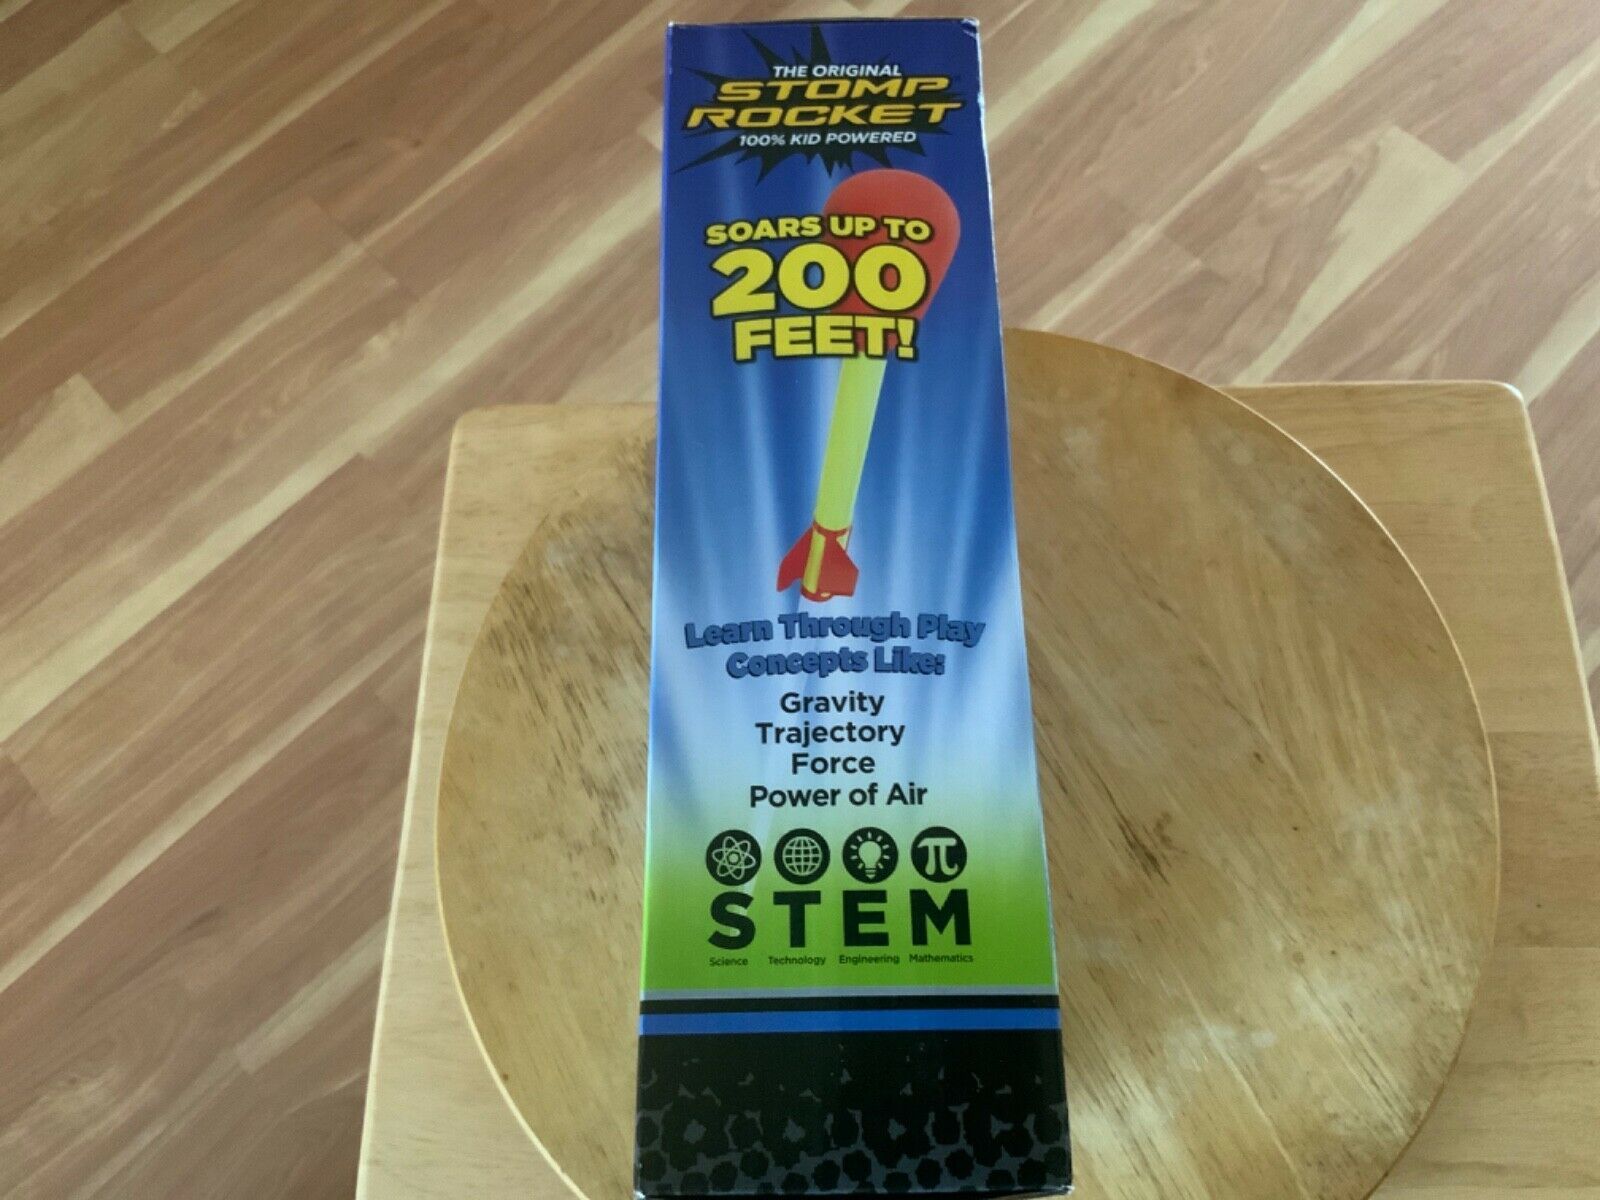 THE ORIGINAL
STOMP
ROCKET
100% KID POWERED
SOARS UP TO
200
FEET!
Learn Through Play
Concepts Like:
Gravity
Trajectory
Force
Power of Air
π
STEM
Science Technology Engineering Mathematics